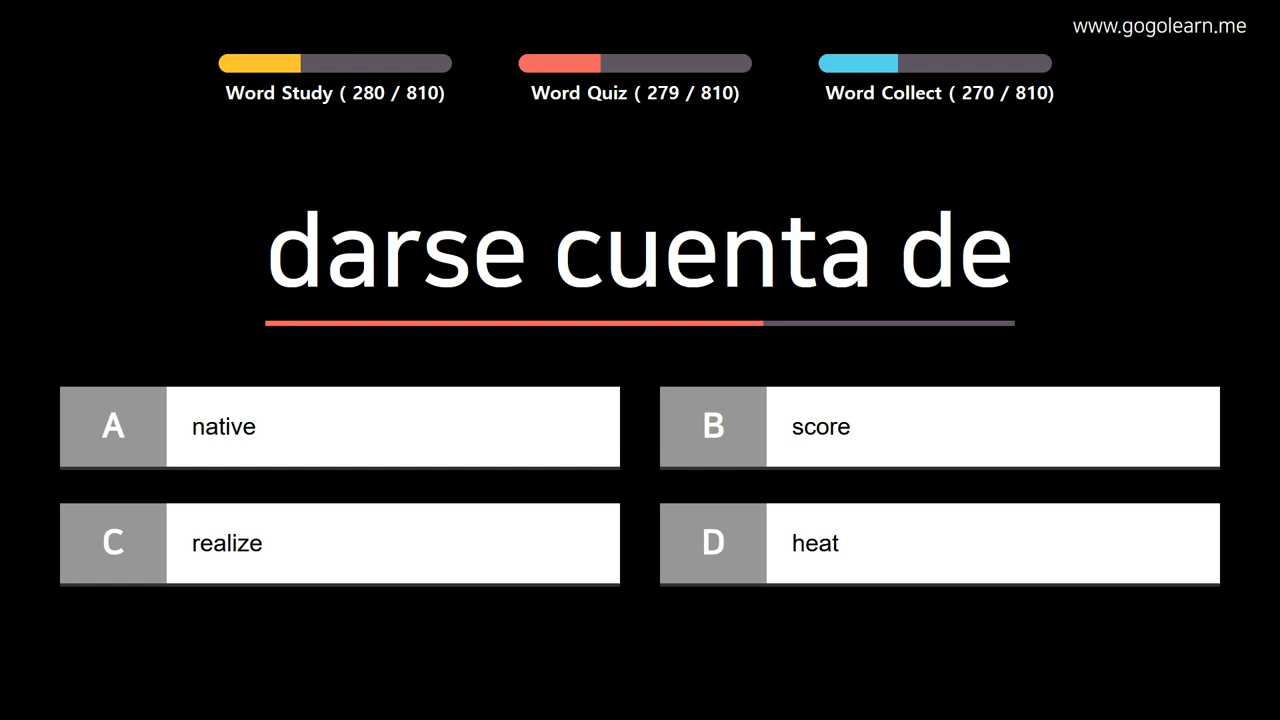 www.gogolearn.me
Word Study ( 280 / 810)
Word Quiz ( 279 / 810)
Word Collect ( 270 / 810)
darse cuenta de
A native
B score
C realize
D heat